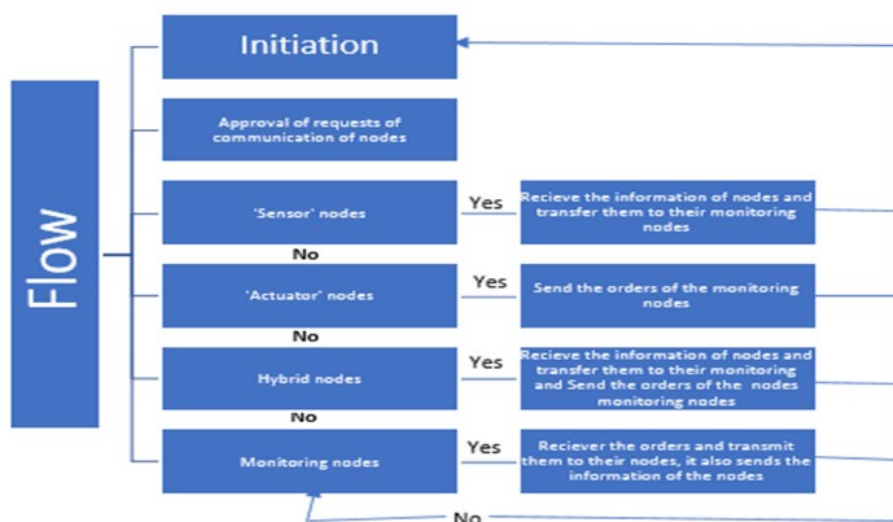 Flow
Initiation
Approval of requests of
communication of nodes
'Sensor' nodes
Yes
Recieve the information of nodes and
transfer them to their monitoring
nodes
No
'Actuator' nodes
Yes
Send the orders of the monitoring
nodes
No
Hybrid nodes
Yes
Recieve the information of nodes and
transfer them to their monitoring
and Send the orders of the nodes
monitoring nodes
No
Monitoring nodes
Yes
Reciever the orders and transmit
them to their nodes, it also sends the
information of the nodes
No